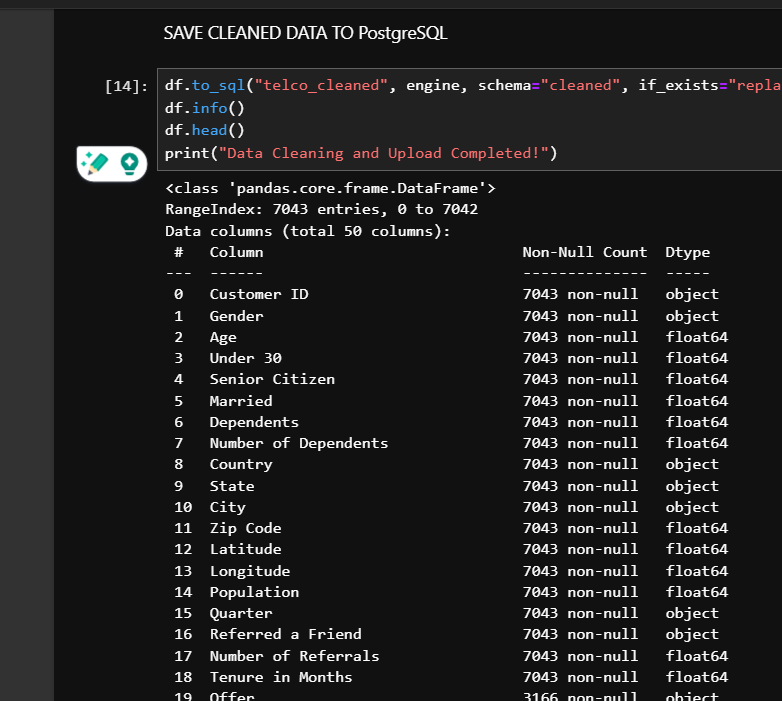 SAVE CLEANED DATA TO PostgreSQL
[14]: df.to_sql("telco_cleaned", engine, schema="cleaned", if_exists="repla
df.info()
df.head()
print("Data Cleaning and Upload Completed!")
<class 'pandas.core.frame.DataFrame'>
RangeIndex: 7043 entries, 0 to 7042
Data columns (total 50 columns):
# Column Non-Null Count Dtype
--- ------ -------------- -----
0 Customer ID 7043 non-null object
1 Gender 7043 non-null object
2 Age 7043 non-null float64
3 Under 30 7043 non-null float64
4 Senior Citizen 7043 non-null float64
5 Married 7043 non-null float64
6 Dependents 7043 non-null float64
7 Number of Dependents 7043 non-null float64
8 Country 7043 non-null object
9 State 7043 non-null object
10 City 7043 non-null object
11 Zip Code 7043 non-null float64
12 Latitude 7043 non-null float64
13 Longitude 7043 non-null float64
14 Population 7043 non-null float64
15 Quarter 7043 non-null object
16 Referred a Friend 7043 non-null object
17 Number of Referrals 7043 non-null float64
18 Tenure in Months 7043 non-null float64
19 Offer 3166 non-null object